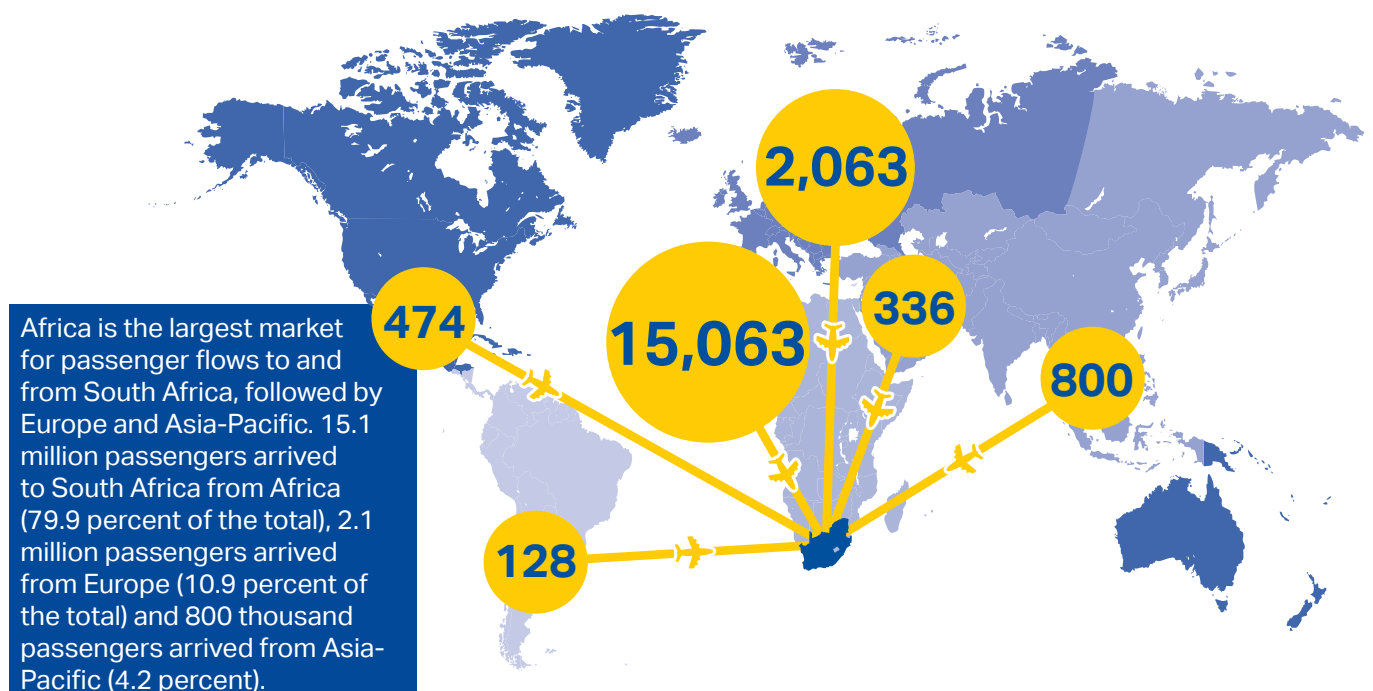 2,063
336
474
15,063
800
128
Africa is the largest market
for passenger flows to and
from South Africa, followed by
Europe and Asia-Pacific. 15.1
million passengers arrived
to South Africa from Africa
(79.9 percent of the total), 2.1
million passengers arrived
from Europe (10.9 percent of
the total) and 800 thousand
passengers arrived from Asia-
Pacific (4.2 percent).